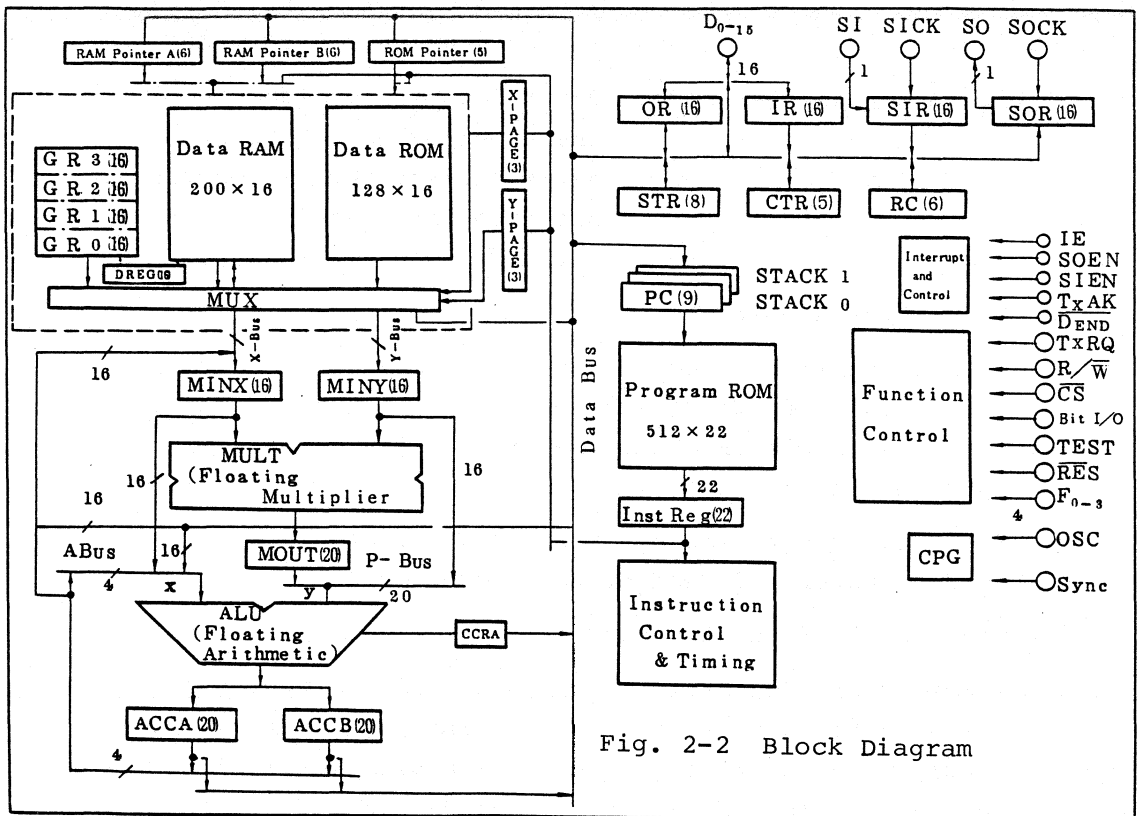 RAM Pointer A(6)
RAM Pointer B(6)
ROM Pointer (5)
G R 3 (16)
G R 2 (16)
G R 1 (16)
G R 0 (16)
Data RAM
200 × 16
Data ROM
128 × 16
DREG(16)
MUX
X-PAGE(3)
Y-PAGE(3)
X-Bus
Y-Bus
16
MINX(16)
MINY(16)
MULT
(Floating
Multiplier
16
16
16
ABus
16
4
x
MOUT(20)
P-Bus
y
20
ALU
(Floating
Arithmetic)
CCRA
ACCA(20)
ACCB(20)
4
Data Bus
D0-15
16
SI
1
SICK
SO
1
SOCK
OR (16)
IR (16)
SIR(16)
SOR(16)
STR(8)
CTR(5)
RC(6)
PC(9)
STACK 1
STACK 0
Program ROM
512 × 22
22
Inst Reg(22)
Instruction
Control
& Timing
Interrupt
and
Control
Function
Control
CPG
IE
SOEN
SIEN
TxAK
DEND
TxRQ
R/W
CS
Bit I/O
TEST
RES
F0-3
4
OSC
Sync
Fig. 2-2 Block Diagram